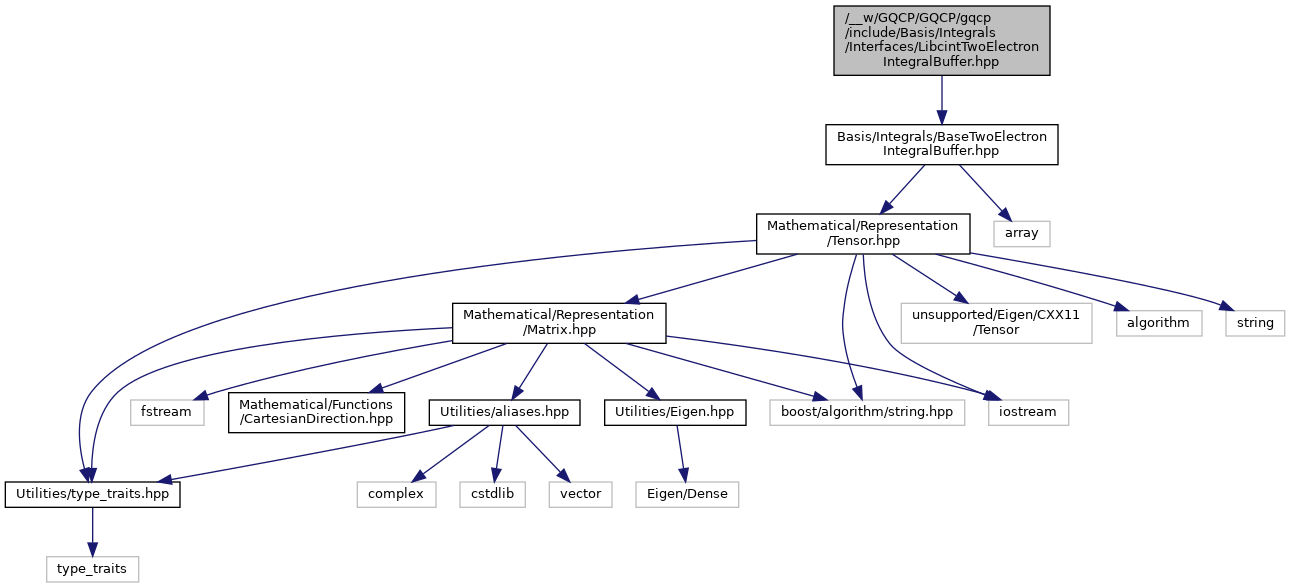 /__w/GQCP/GQCP/gqcp
/include/Basis/Integrals
/Interfaces/LibcintTwoElectron
IntegralBuffer.hpp
Basis/Integrals/BaseTwoElectron
IntegralBuffer.hpp
Mathematical/Representation
/Tensor.hpp
array
Mathematical/Representation
/Matrix.hpp
unsupported/Eigen/CXX11
/Tensor
algorithm
string
fstream
Mathematical/Functions
/CartesianDirection.hpp
Utilities/aliases.hpp
Utilities/Eigen.hpp
boost/algorithm/string.hpp
iostream
Utilities/type_traits.hpp
complex
cstdlib
vector
Eigen/Dense
type_traits